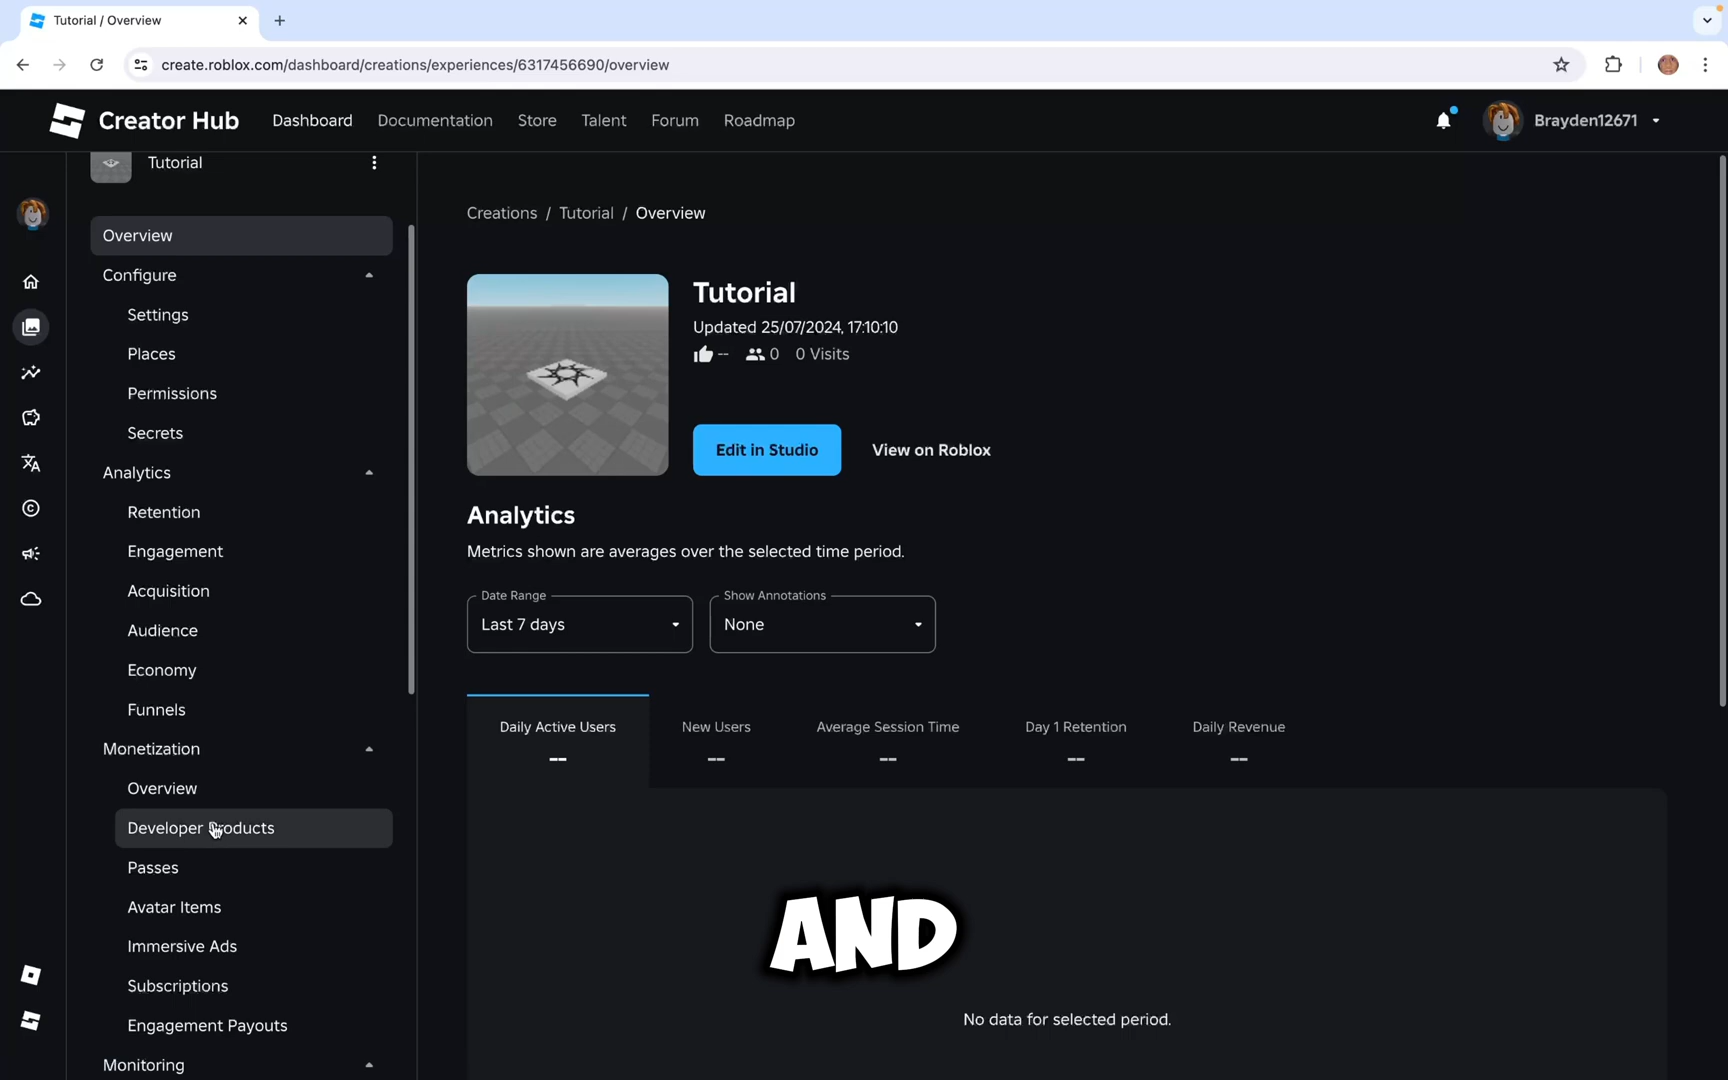 Tutorial / Overview
create.roblox.com/dashboard/creations/experiences/6317456690/overview
Creator Hub
Dashboard
Documentation
Store
Talent
Forum
Roadmap
Brayden12671
Tutorial
Overview
Configure
Settings
Places
Permissions
Secrets
Analytics
Retention
Engagement
Acquisition
Audience
Economy
Funnels
Monetization
Overview
Developer Products
Passes
Avatar Items
Immersive Ads
Subscriptions
Engagement Payouts
Monitoring
Creations / Tutorial / Overview
Tutorial
Updated 25/07/2024, 17:10:10
-- 0 0 Visits
Edit in Studio
View on Roblox
Analytics
Metrics shown are averages over the selected time period.
Date Range
Last 7 days
Show Annotations
None
Daily Active Users
--
New Users
--
Average Session Time
--
Day 1 Retention
--
Daily Revenue
--
AND
No data for selected period.